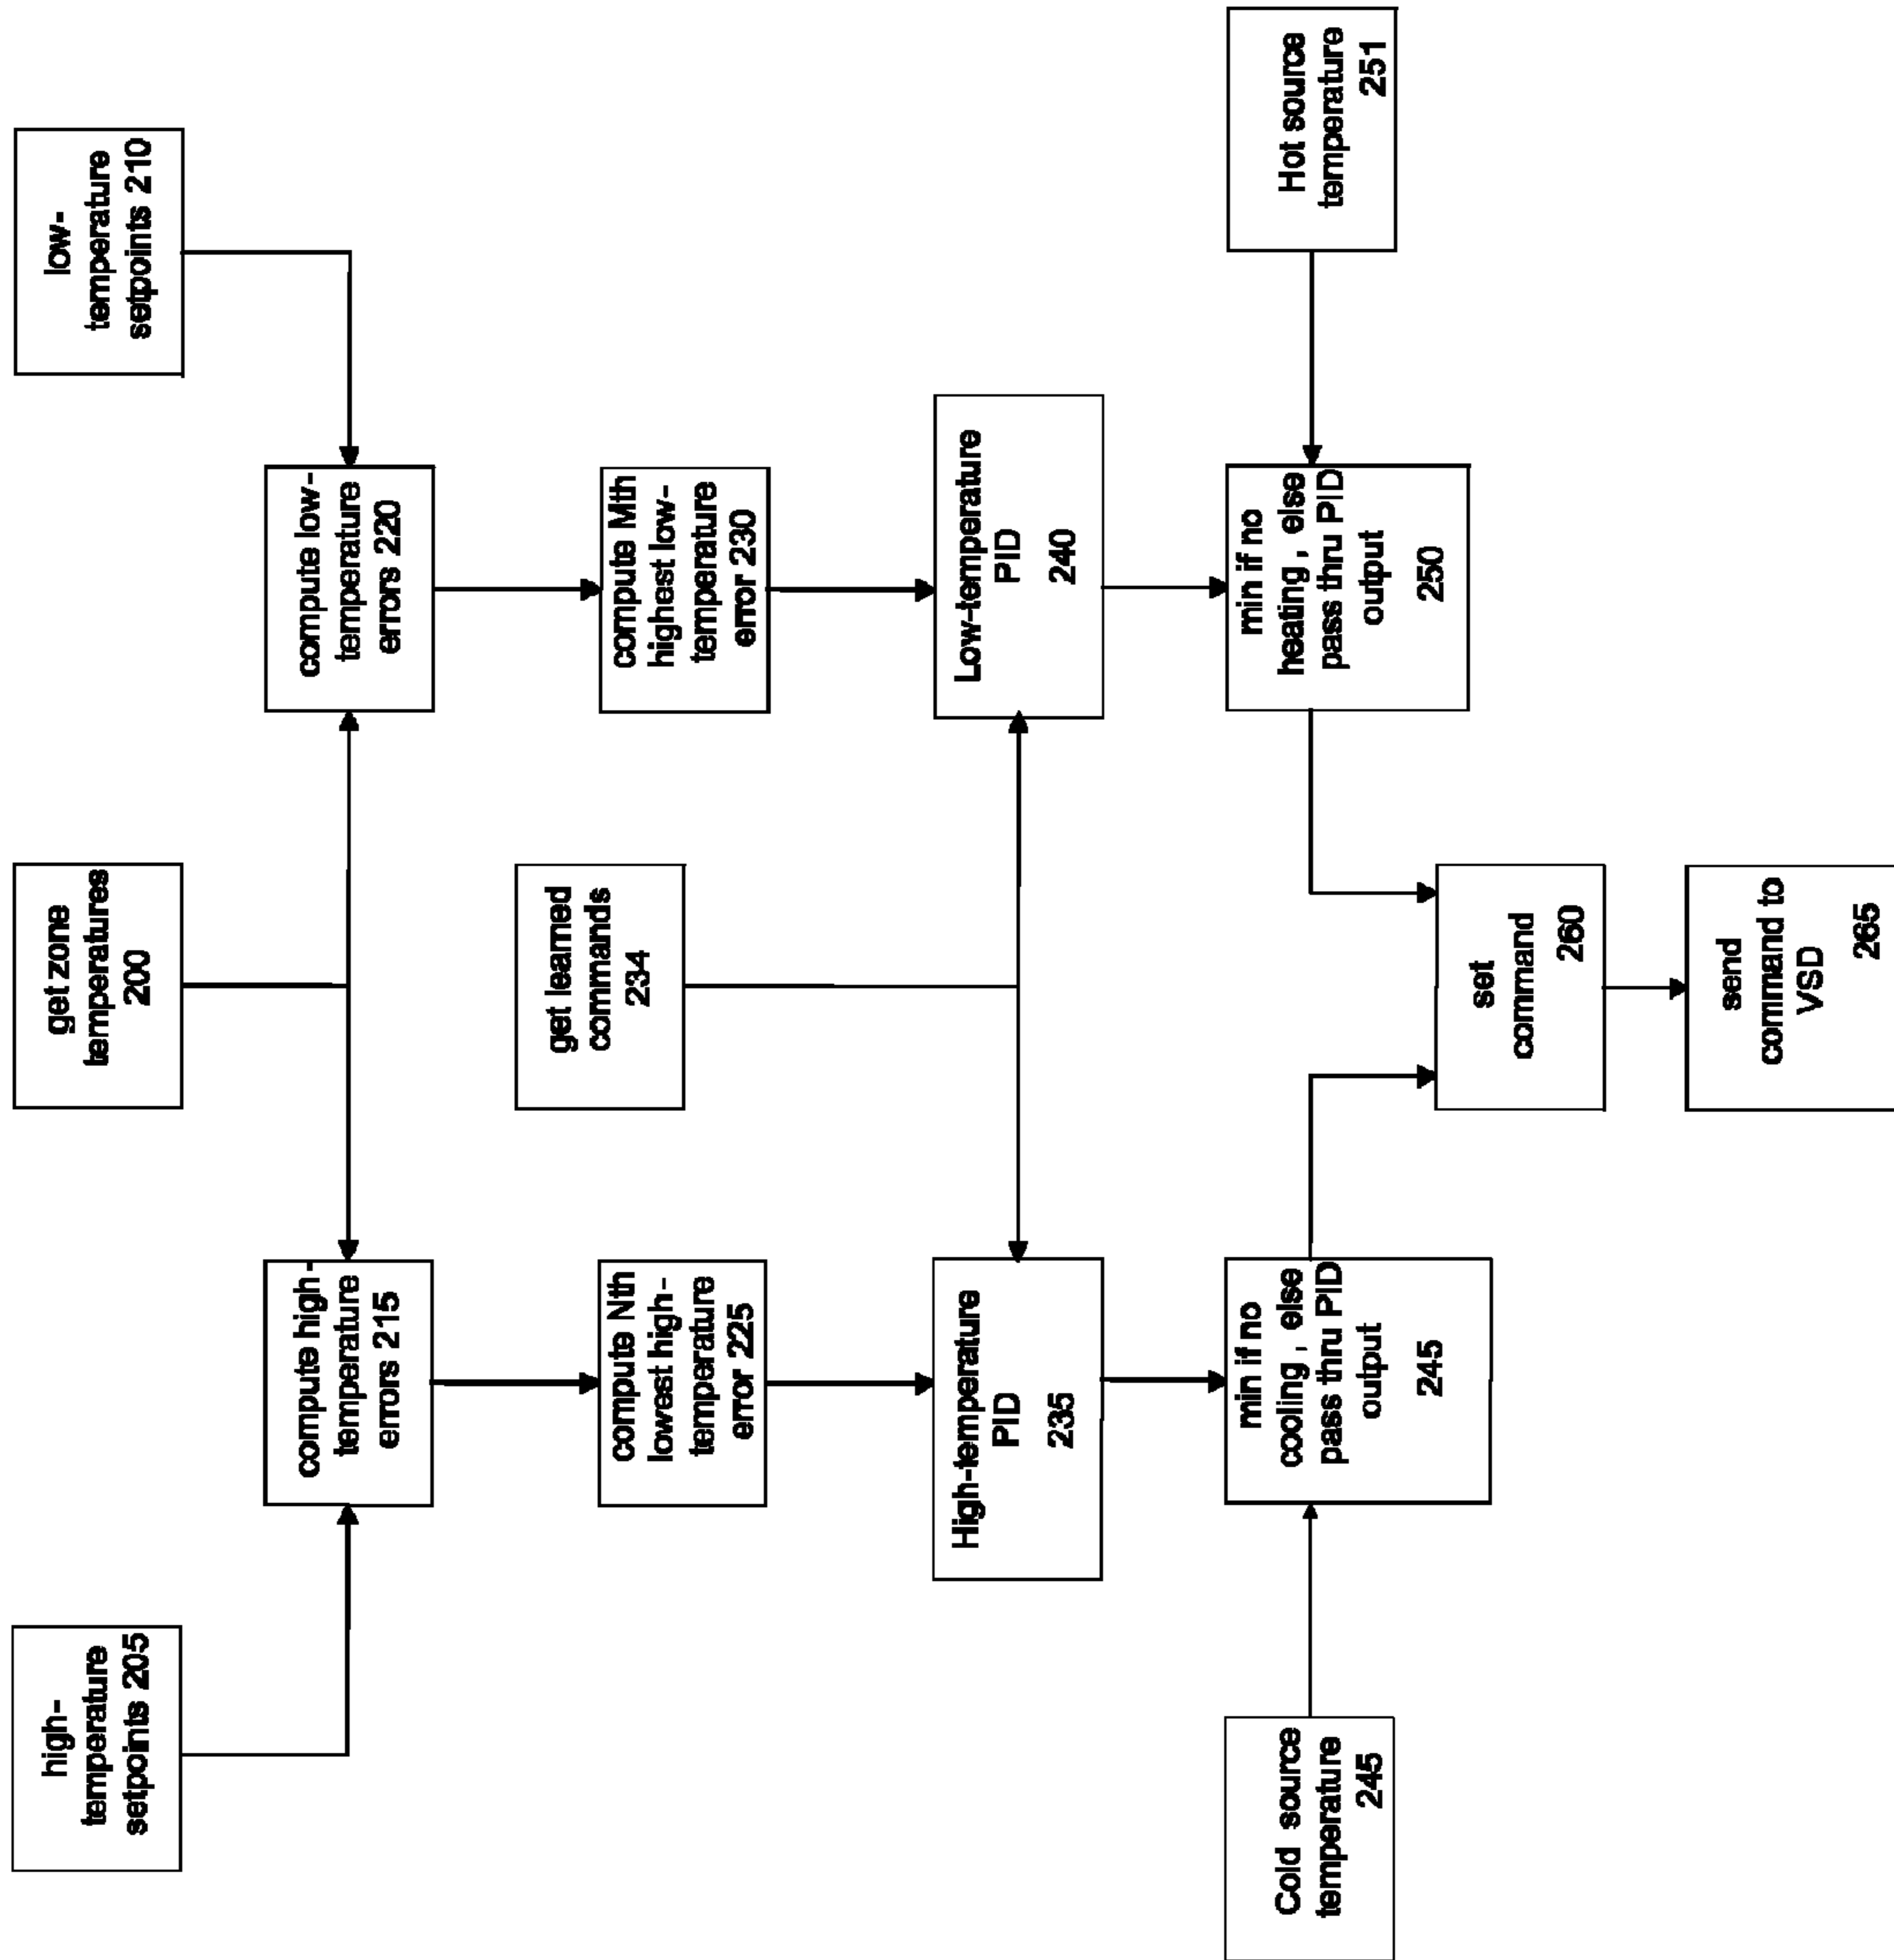 high-
temperature
setpoints 205
get zone
temperatures
200
low-
temperature
setpoints 210
compute high-
temperature
errors 215
compute low-
temperature
errors 220
compute Nth
lowest high-
temperature
error 225
get learned
commands
234
compute Mth
highest low-
temperature
error 230
High-temperature
PID
235
Low-temperature
PID
240
Cold source
temperature
245
min if no
cooling , else
pass thru PID
output
245
min if no
heating , else
pass thru PID
output
250
Hot source
temperature
251
set
command
260
send
command to
VSD
265